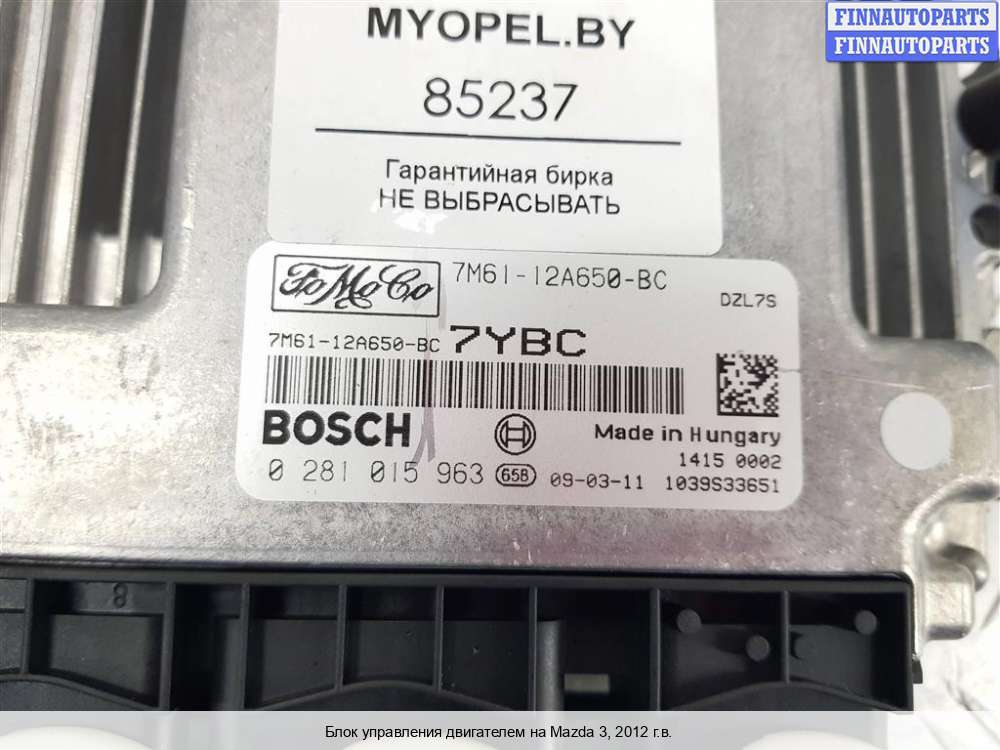 FINNAUTOPARTS
FINNAUTOPARTS
MYOPEL.BY
85237
Гарантийная бирка
НЕ ВЫБРАСЫВАТЬ
FoMoCo
7M61-12A650-BC
DZL7S
7M61-12A650-BC 7YBC
BOSCH
Made in Hungary
1415 0002
0 281 015 963 658 09-03-11 1039S33651
8
Блок управления двигателем на Mazda 3, 2012 г.в.